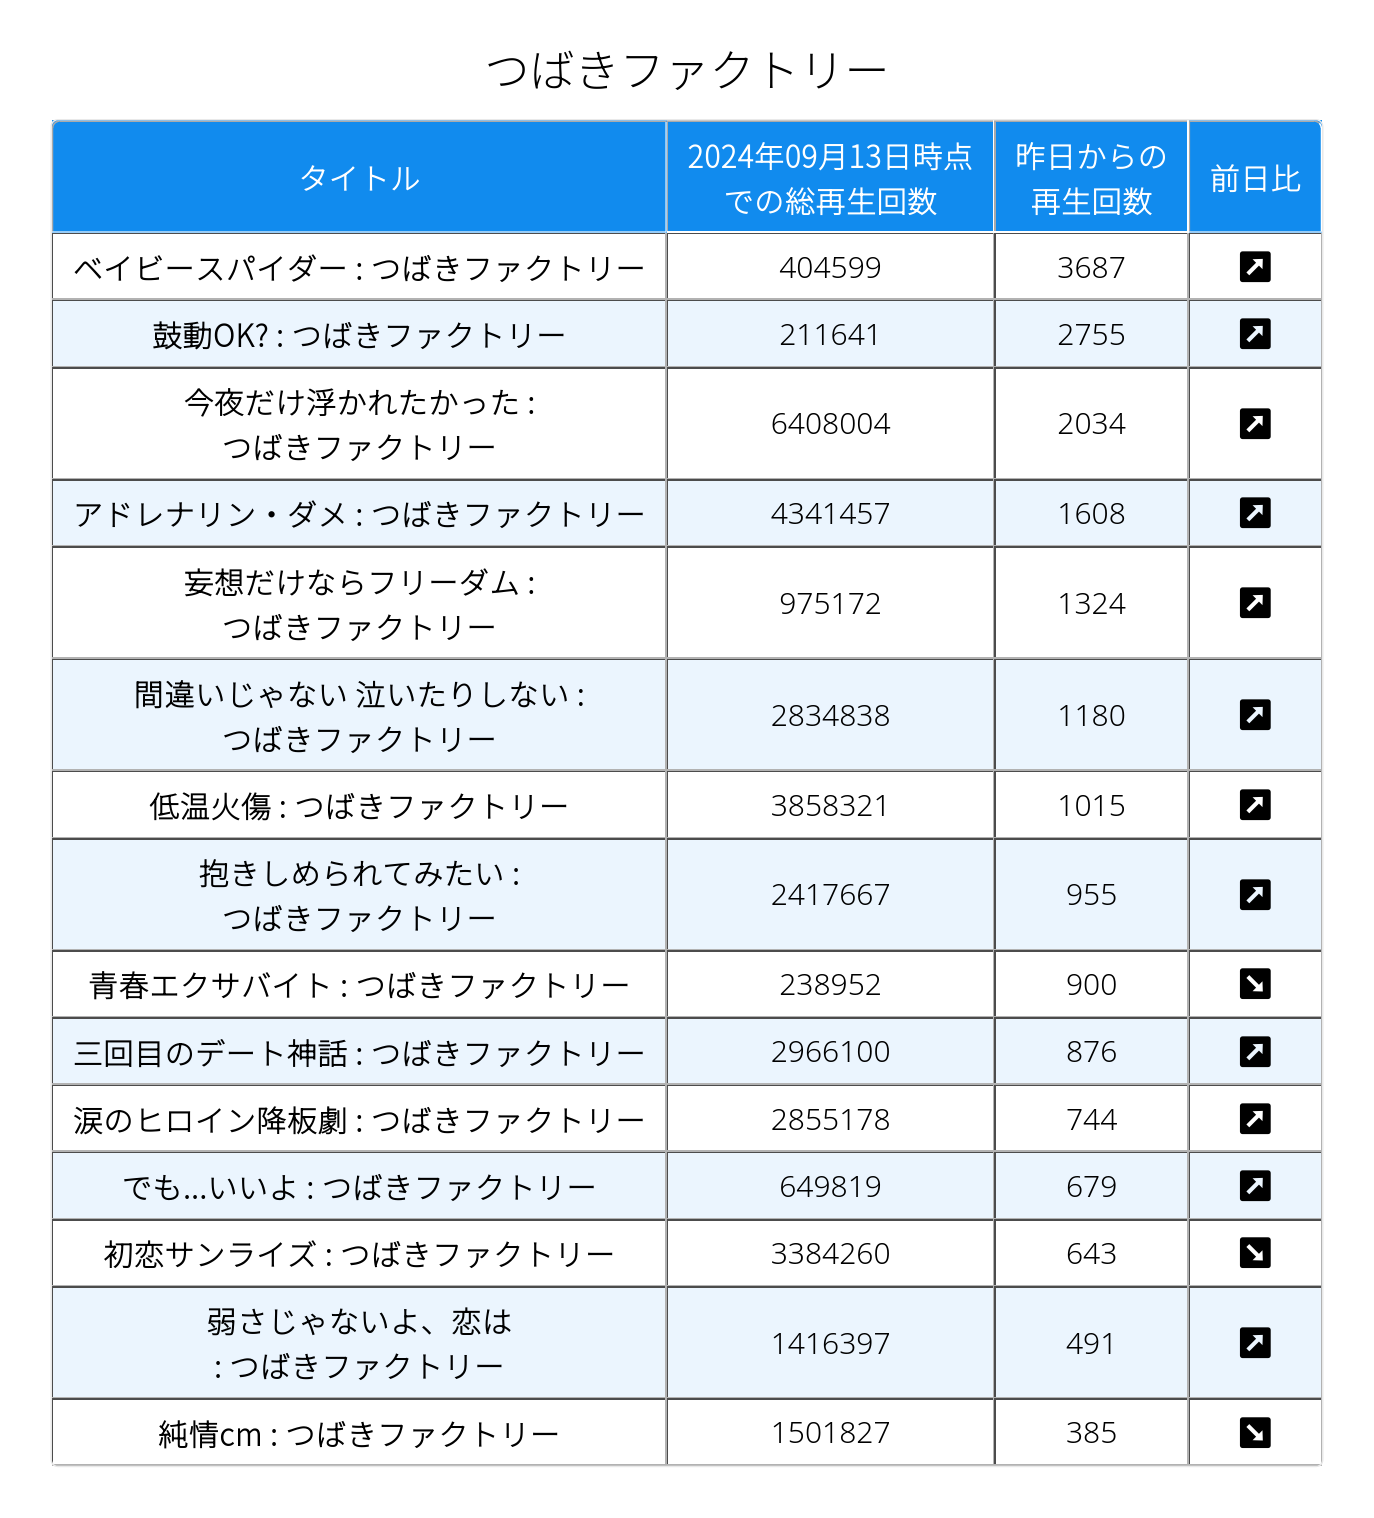 つばきファクトリー
タイトル
2024年09月13日時点
での総再生回数
昨日からの
再生回数
前日比
ベイビースパイダー : つばきファクトリー
404599
3687
鼓動OK? : つばきファクトリー
211641
2755
今夜だけ浮かれたかった :
つばきファクトリー
6408004
2034
アドレナリン・ダメ : つばきファクトリー
4341457
1608
妄想だけならフリーダム :
つばきファクトリー
975172
1324
間違いじゃない 泣いたりしない :
つばきファクトリー
2834838
1180
低温火傷 : つばきファクトリー
3858321
1015
抱きしめられてみたい :
つばきファクトリー
2417667
955
青春エクサバイト : つばきファクトリー
238952
900
三回目のデート神話 : つばきファクトリー
2966100
876
涙のヒロイン降板劇 : つばきファクトリー
2855178
744
でも...いいよ : つばきファクトリー
649819
679
初恋サンライズ : つばきファクトリー
3384260
643
弱さじゃないよ、恋は
: つばきファクトリー
1416397
491
純情cm : つばきファクトリー
1501827
385